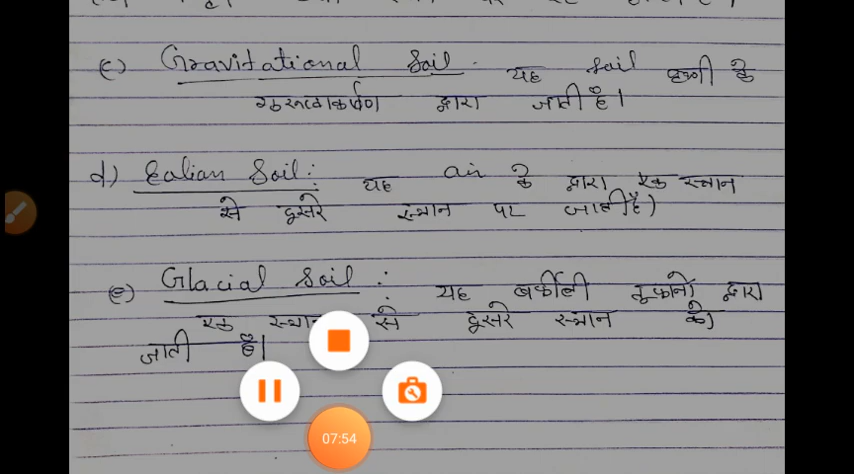 c) Gravitational Soil. यह Soil पृथ्वी के
गुरुत्वाकर्षण द्वारा जाती है।
d) Ealian Soil: यह air के द्वारा एक स्थान
से दूसरे स्थान पर जाती है।
e) Glacial Soil: यह बर्फीली तूफानों द्वारा
एक स्थान से दूसरे स्थान को
जाती है।
07:54